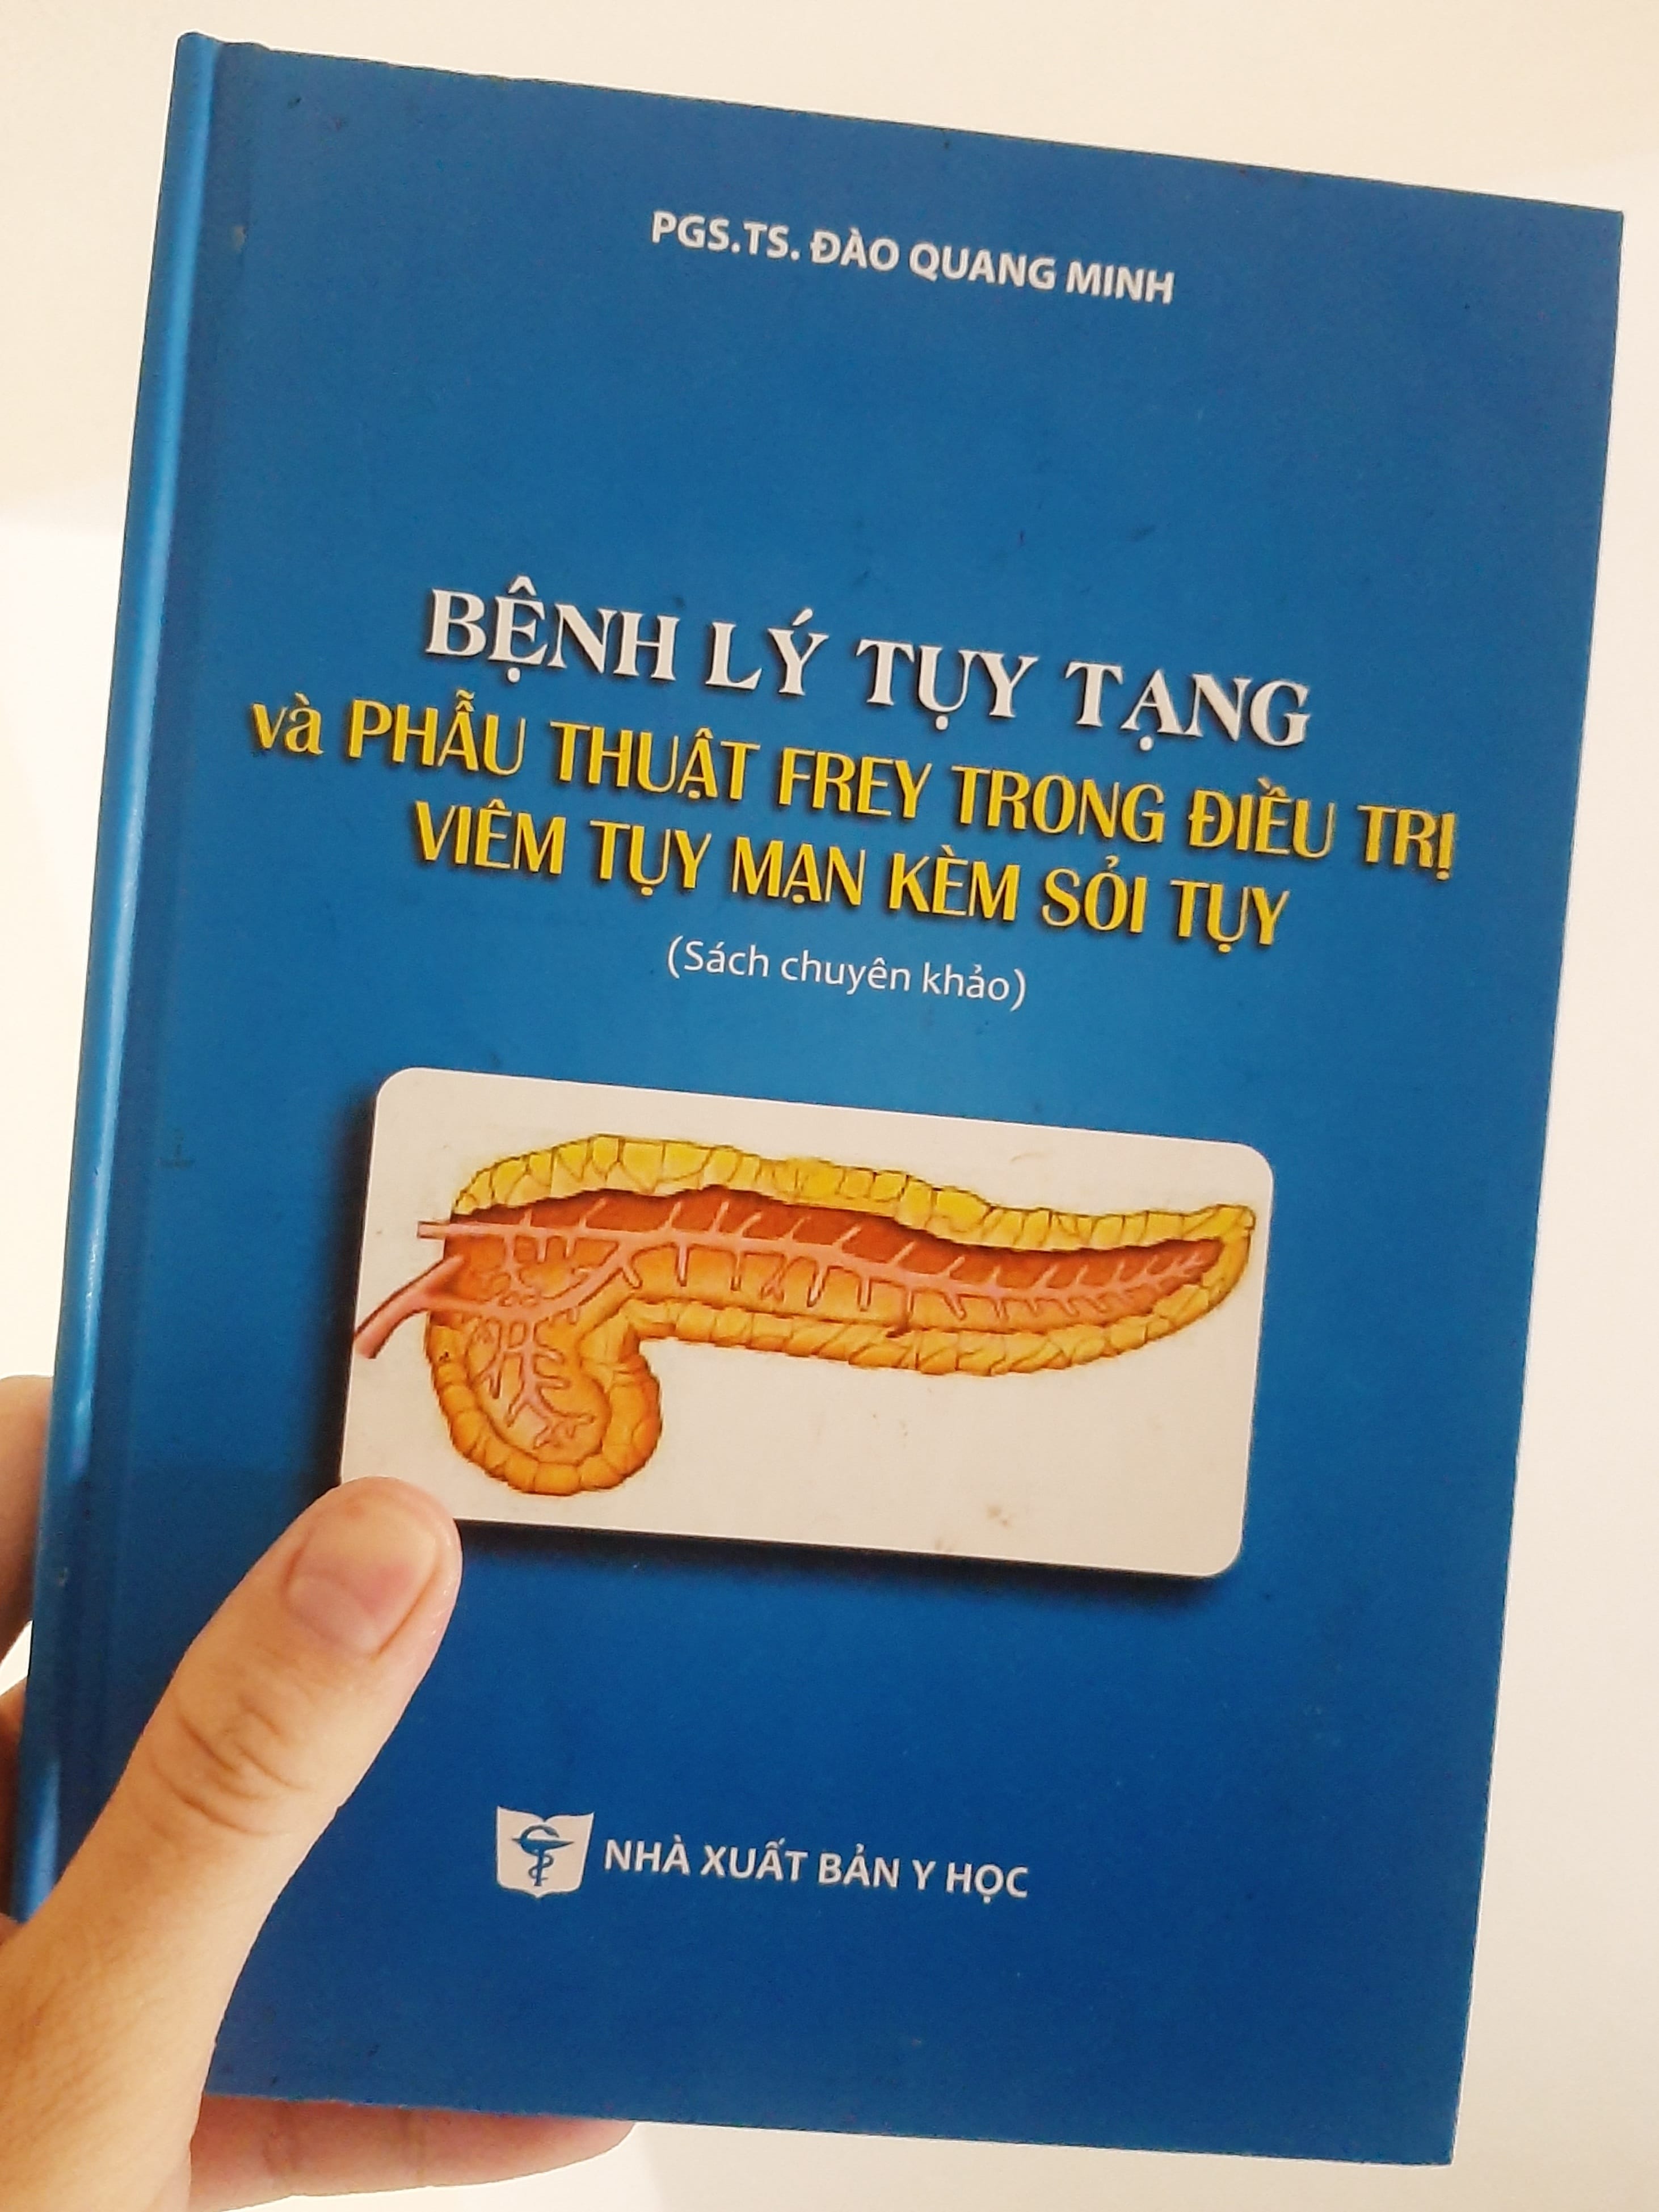 PGS.TS. ĐÀO QUANG MINH
BỆNH LÝ TỤY TẠNG
và PHẪU THUẬT FREY TRONG ĐIỀU TRỊ
VIÊM TỤY MẠN KÈM SỎI TỤY
(Sách chuyên khảo)
NHÀ XUẤT BẢN Y HỌC